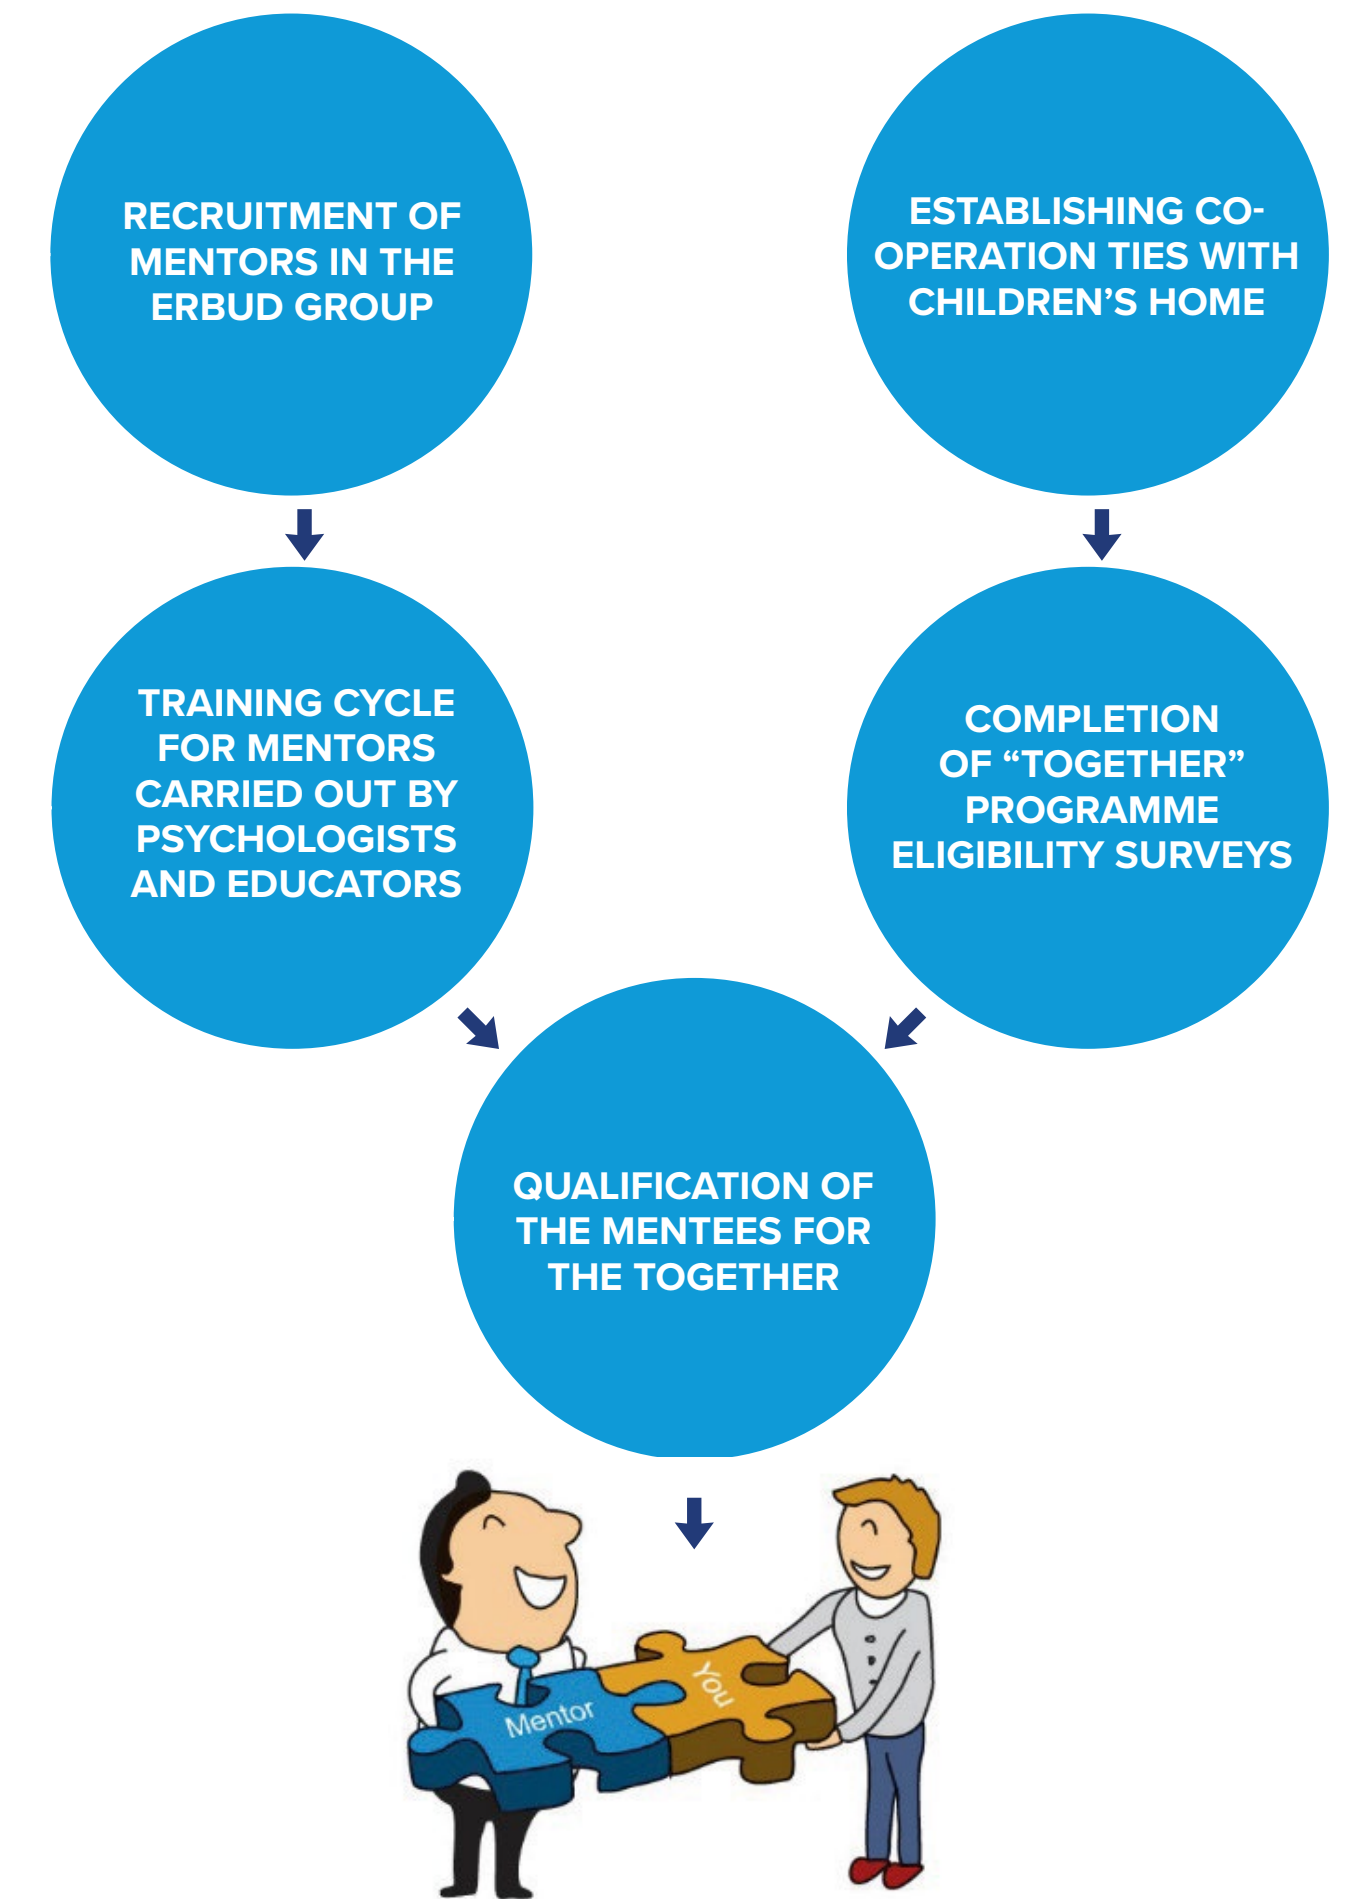 RECRUITMENT OF
MENTORS IN THE
ERBUD GROUP
ESTABLISHING CO-
OPERATION TIES WITH
CHILDREN’S HOME
TRAINING CYCLE
FOR MENTORS
CARRIED OUT BY
PSYCHOLOGISTS
AND EDUCATORS
COMPLETION
OF “TOGETHER”
PROGRAMME
ELIGIBILITY SURVEYS
QUALIFICATION OF
THE MENTEES FOR
THE TOGETHER
Mentor
You